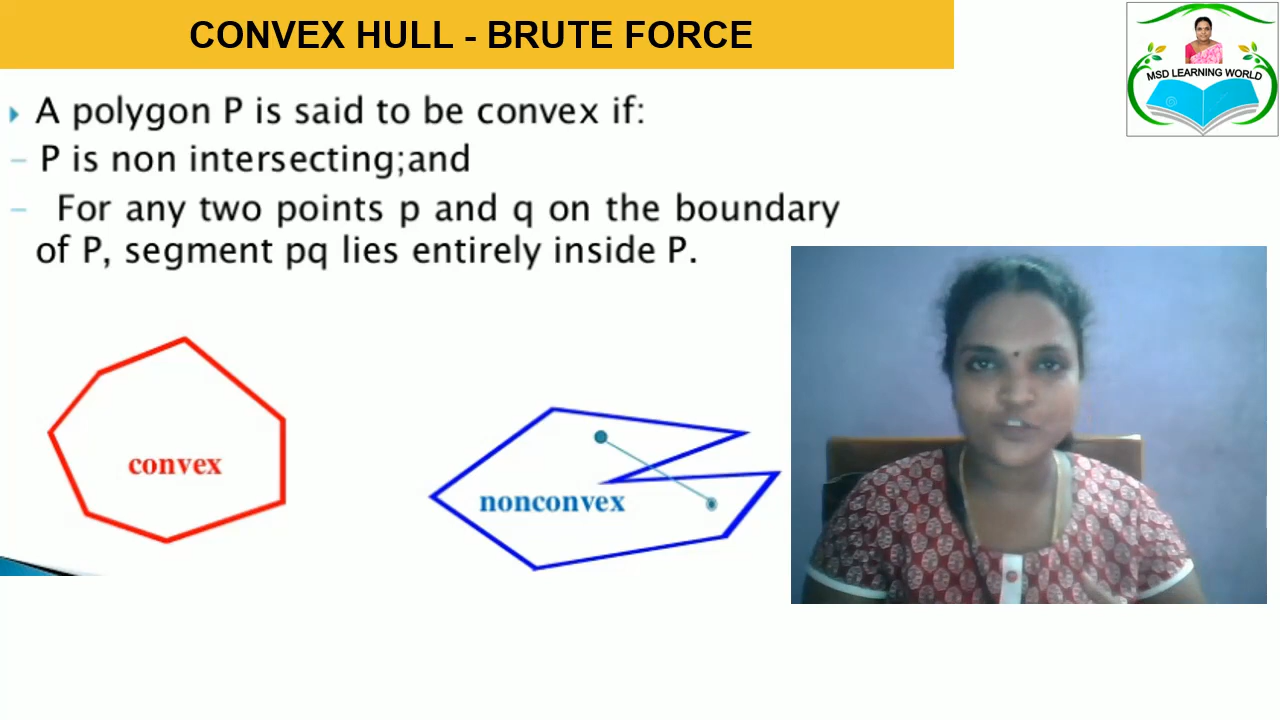 CONVEX HULL - BRUTE FORCE
MSD LEARNING WORLD
A polygon P is said to be convex if:
– P is non intersecting;and
– For any two points p and q on the boundary
of P, segment pq lies entirely inside P.
convex
nonconvex